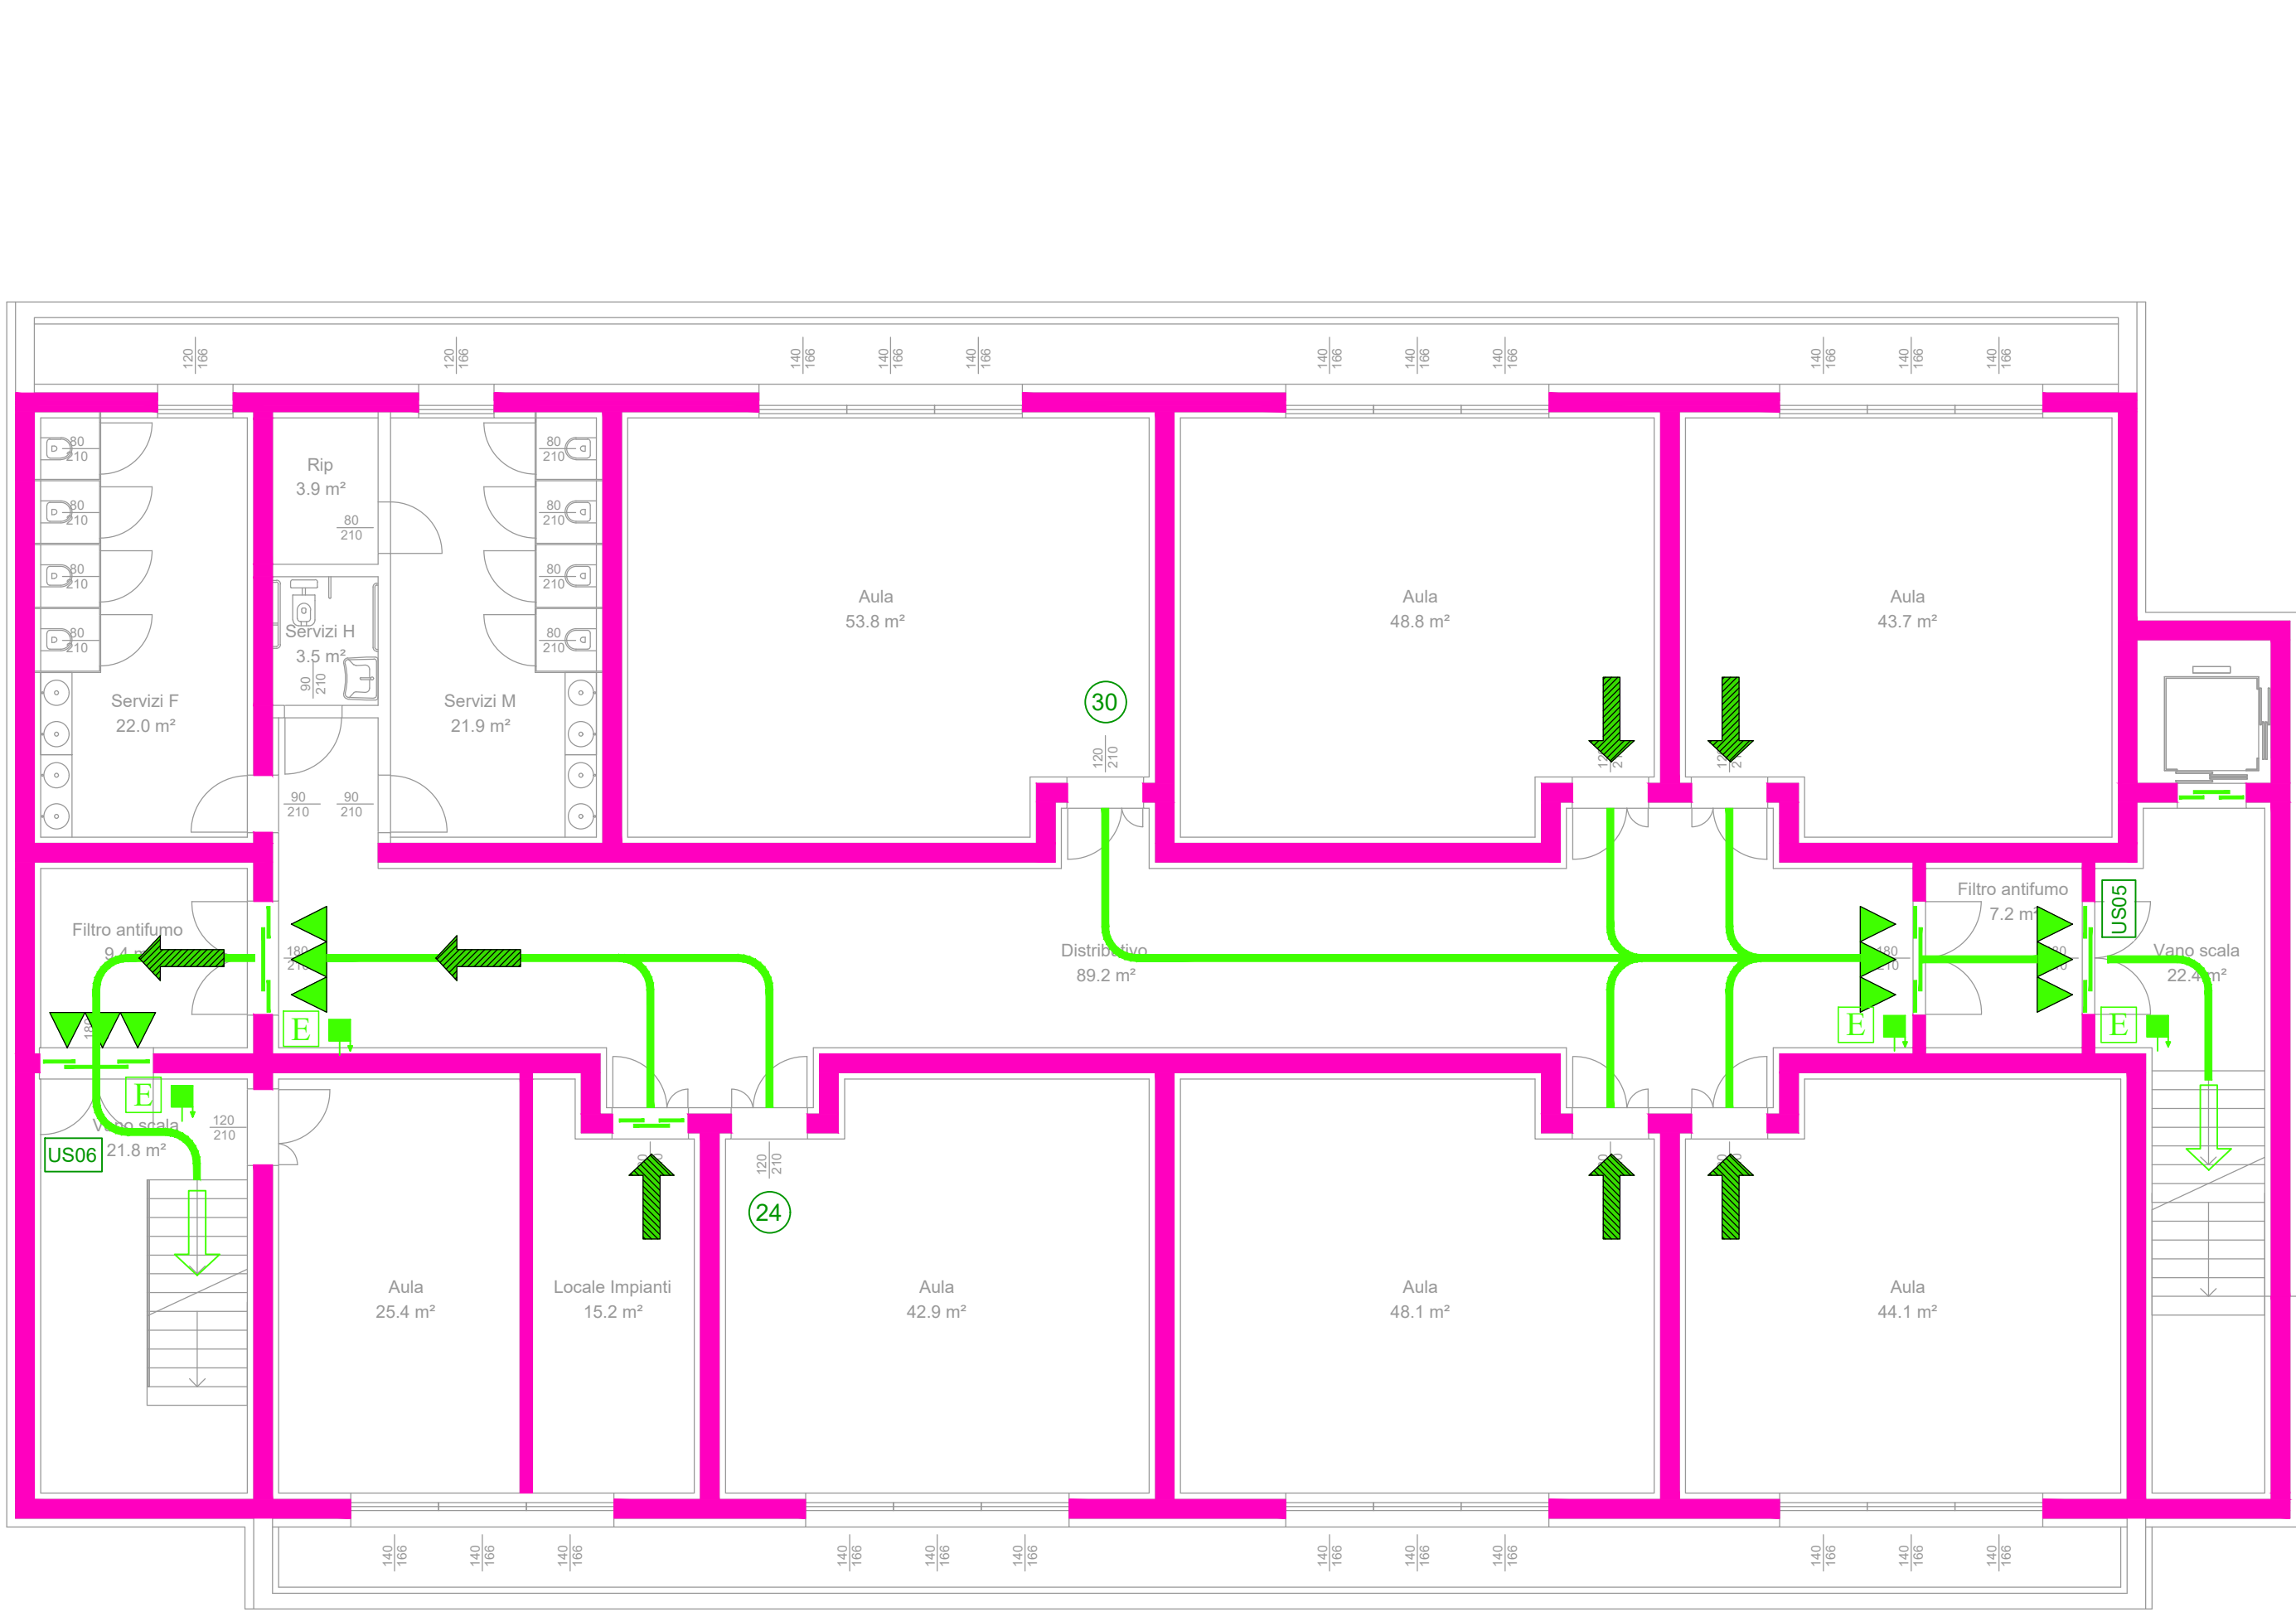 120
166
120
166
140
166
140
166
140
166
140
166
140
166
140
166
140
166
140
166
140
166
80
210
80
210
80
210
80
210
Rip
3.9 m²
80
210
80
210
80
210
80
210
80
210
Servizi H
3.5 m²
90
210
Servizi F
22.0 m²
Servizi M
21.9 m²
90
210
90
210
Aula
53.8 m²
30
120
210
Aula
48.8 m²
Aula
43.7 m²
Filtro antifumo
180
E
Distributivo
89.2 m²
Filtro antifumo
7.2 m²
US05
Vano scala
22.4 m²
E
E
E
Vano scala
21.8 m²
US06
120
210
Aula
25.4 m²
Locale Impianti
15.2 m²
120
210
24
Aula
42.9 m²
Aula
48.1 m²
Aula
44.1 m²
140
166
140
166
140
166
140
166
140
166
140
166
140
166
140
166
140
166
140
166
140
166
140
166